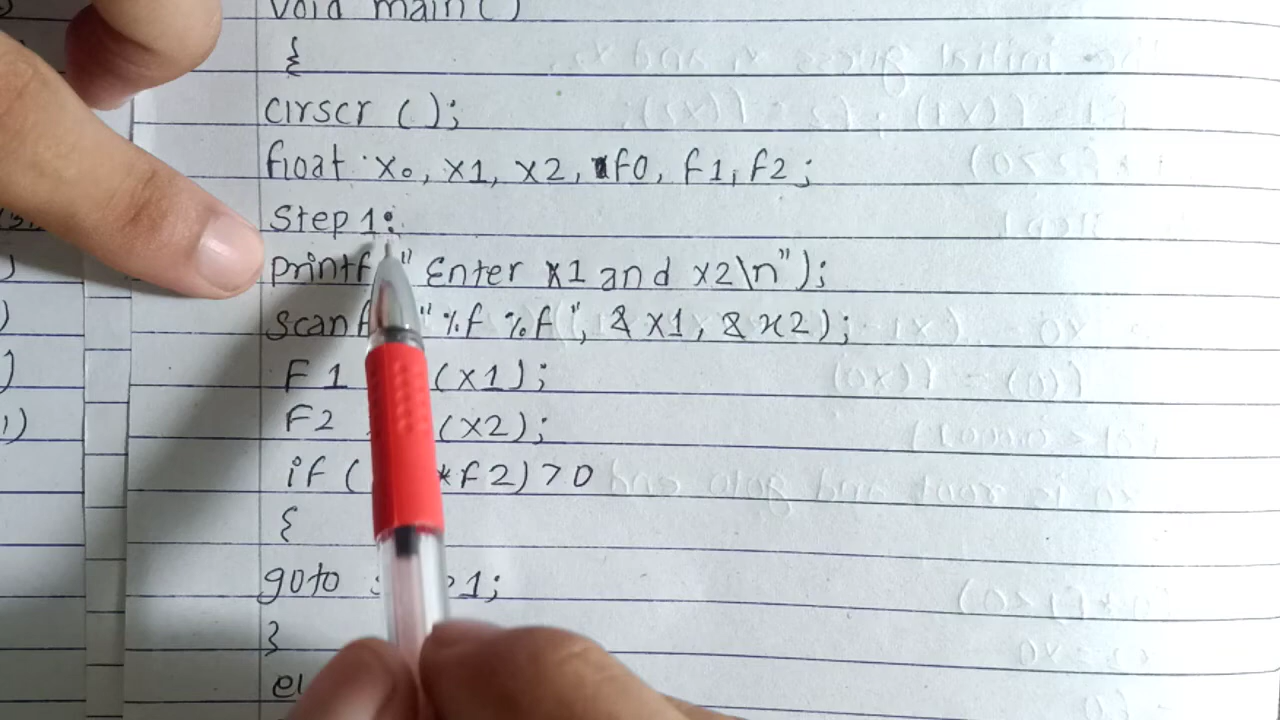 void main()
{
clrscr ();
float x0, x1, x2, f0, f1, f2;
Step 1:
printf " Enter x1 and x2\n");
scanf " %f %f ", & x1, & x2);
F1 (x1);
F2 (x2);
if ( *f2) > 0
{
goto 1;
}